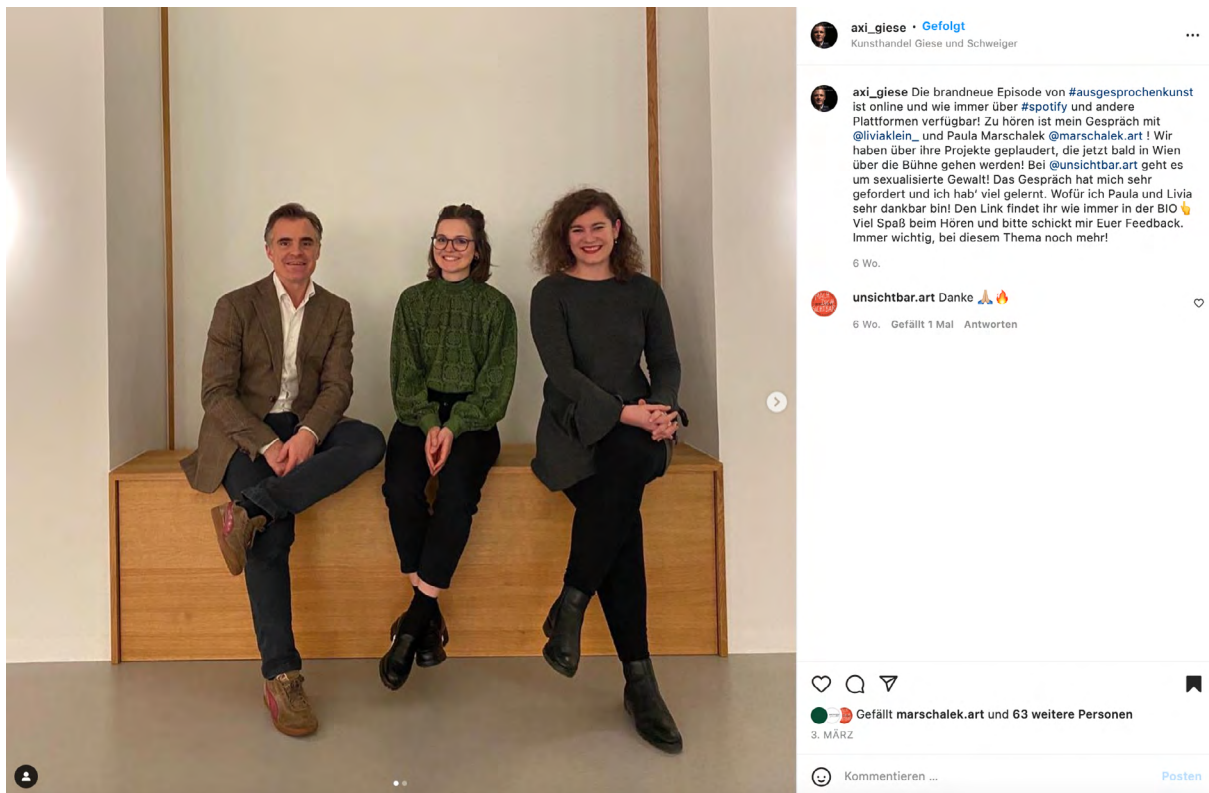 axi_giese • Gefolgt
Kunsthandel Giese und Schweiger
axi_giese Die brandneue Episode von #ausgesprochenkunst
ist online und wie immer über #spotify und andere
Plattformen verfügbar! Zu hören ist mein Gespräch mit
@liviaklein_ und Paula Marschalek @marschalek.art ! Wir
haben über ihre Projekte geplaudert, die jetzt bald in Wien
über die Bühne gehen werden! Bei @unsichtbar.art geht es
um sexualisierte Gewalt! Das Gespräch hat mich sehr
gefordert und ich hab‘ viel gelernt. Wofür ich Paula und Livia
sehr dankbar bin! Den Link findet ihr wie immer in der BIO👆
Viel Spaß beim Hören und bitte schickt mir Euer Feedback.
Immer wichtig, bei diesem Thema noch mehr!
6 Wo.
unsichtbar.art Danke 🙏🏼🔥
6 Wo. Gefällt 1 Mal Antworten
Gefällt marschalek.art und 63 weitere Personen
3. MÄRZ
Kommentieren ...
Posten